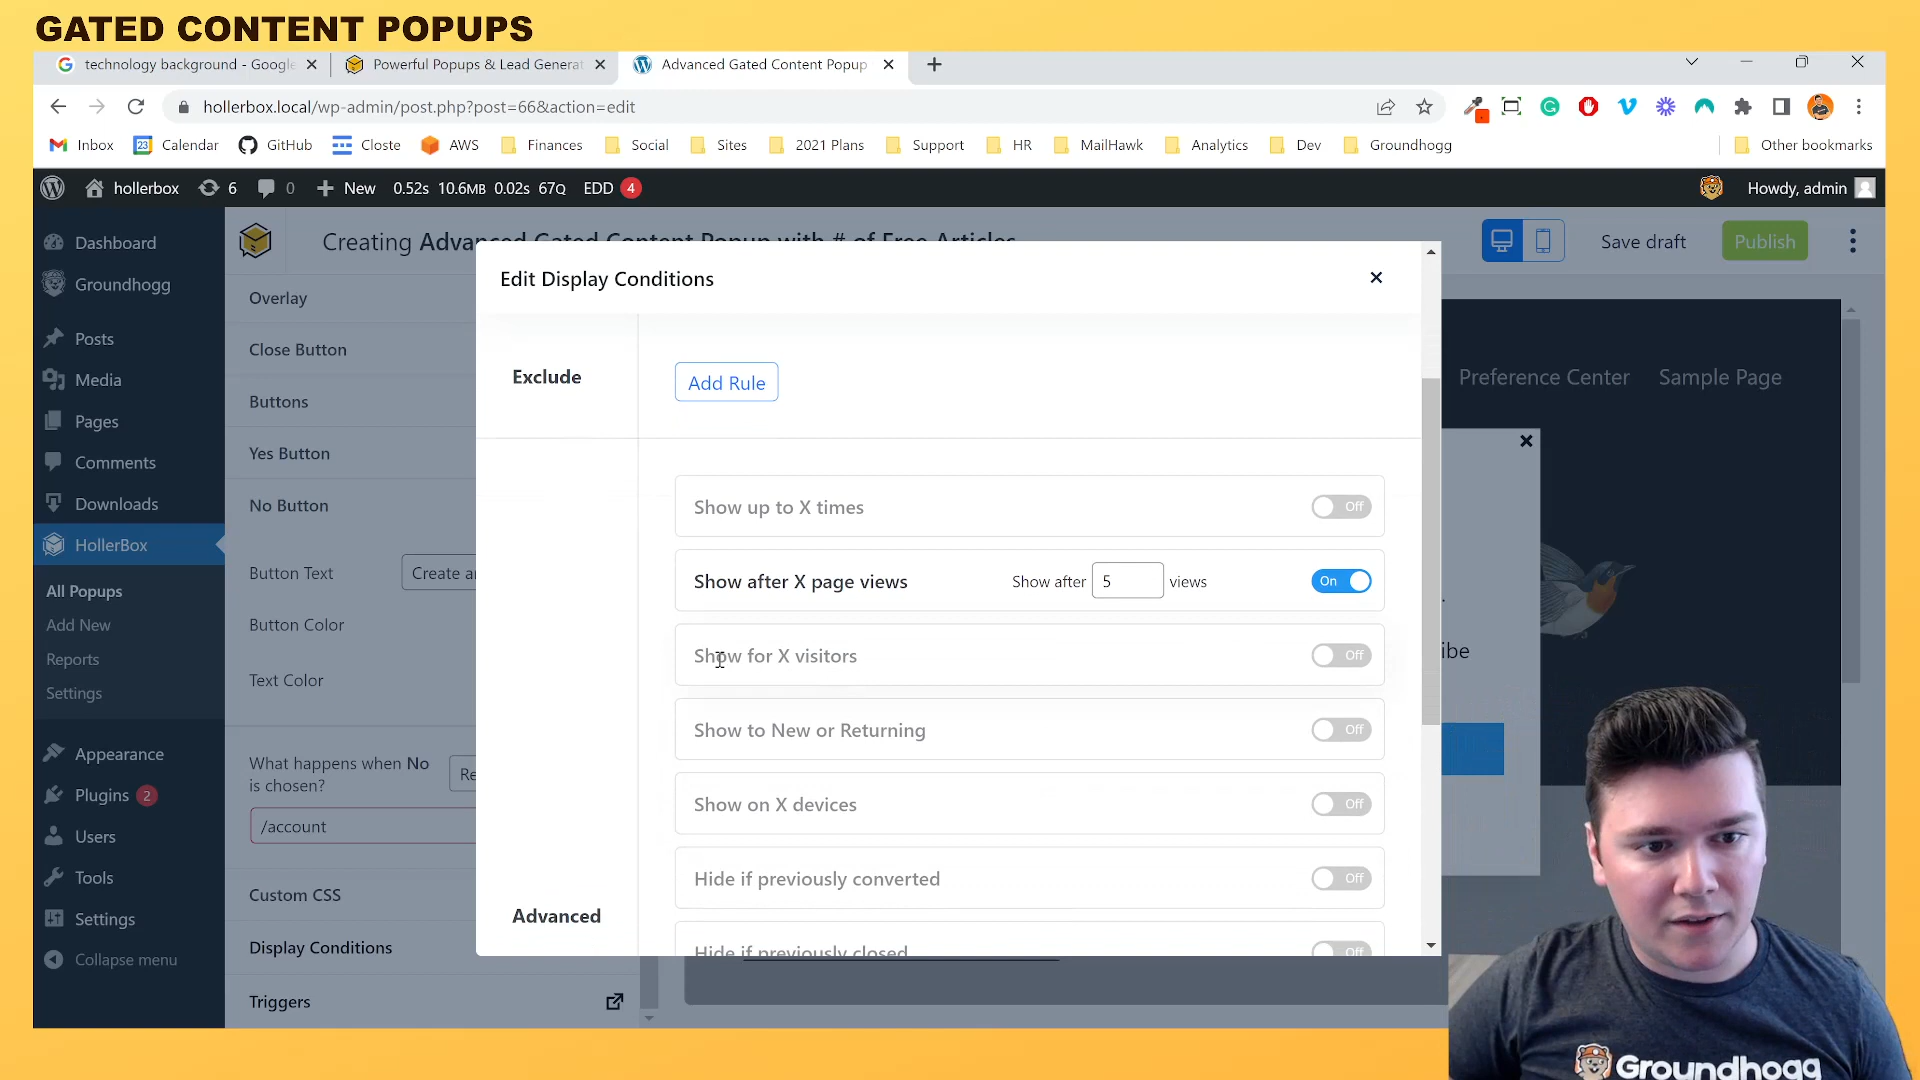 GATED CONTENT POPUPS
technology background - Google
Powerful Popups & Lead Generat
Advanced Gated Content Popup
hollerbox.local/wp-admin/post.php?post=66&action=edit
Inbox
23
Calendar
GitHub
Closte
AWS
Finances
Social
Sites
2021 Plans
Support
HR
MailHawk
Analytics
Dev
Groundhogg
Other bookmarks
hollerbox
6
0
New
0.52s 10.6MB 0.02s 67Q
EDD 4
Howdy, admin
Dashboard
Groundhogg
Posts
Media
Pages
Comments
Downloads
HollerBox
All Popups
Add New
Reports
Settings
Appearance
Plugins 2
Users
Tools
Settings
Collapse menu
Creating Advanced Gated Content Popup with # of Free Articles
Save draft
Publish
Overlay
Close Button
Buttons
Yes Button
No Button
Button Text
Create an
Button Color
Text Color
What happens when No
is chosen?
Re
/account
Custom CSS
Display Conditions
Triggers
Edit Display Conditions
Exclude
Add Rule
Show up to X times
Off
Show after X page views
Show after 5 views
On
Show for X visitors
Off
Show to New or Returning
Off
Show on X devices
Off
Hide if previously converted
Off
Advanced
Hide if previously closed
Off
Preference Center
Sample Page
ibe
Groundhogg